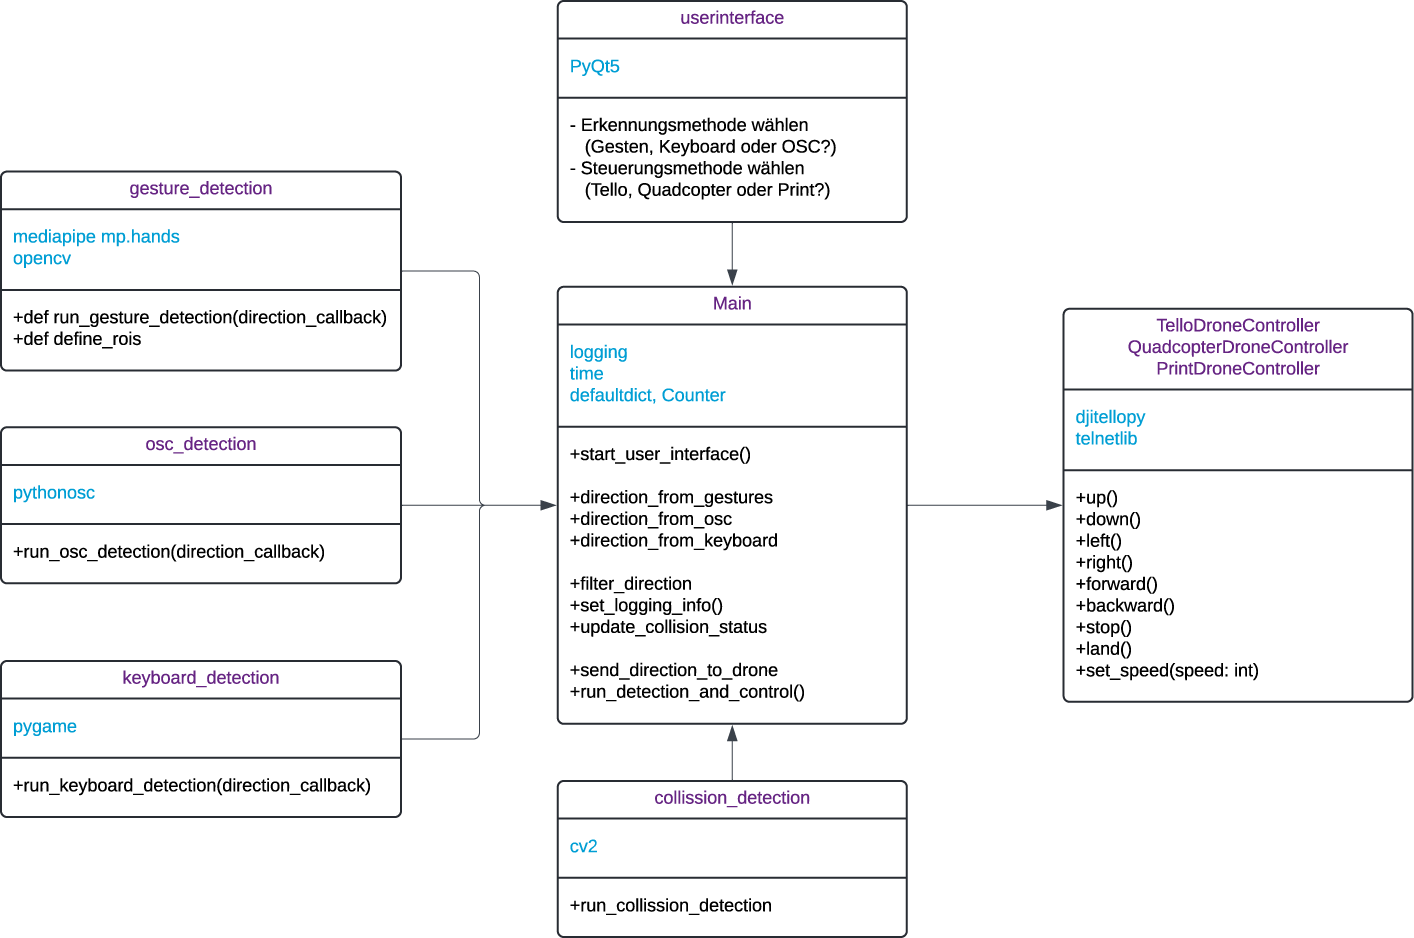 userinterface
PyQt5
- Erkennungsmethode wählen
(Gesten, Keyboard oder OSC?)
- Steuerungsmethode wählen
(Tello, Quadcopter oder Print?)
gesture_detection
mediapipe mp.hands
opencv
+def run_gesture_detection(direction_callback)
+def define_rois
osc_detection
pythonosc
+run_osc_detection(direction_callback)
keyboard_detection
pygame
+run_keyboard_detection(direction_callback)
Main
logging
time
defaultdict, Counter
+start_user_interface()
+direction_from_gestures
+direction_from_osc
+direction_from_keyboard
+filter_direction
+set_logging_info()
+update_collision_status
+send_direction_to_drone
+run_detection_and_control()
collission_detection
cv2
+run_collission_detection
TelloDroneController
QuadcopterDroneController
PrintDroneController
djitellopy
telnetlib
+up()
+down()
+left()
+right()
+forward()
+backward()
+stop()
+land()
+set_speed(speed: int)